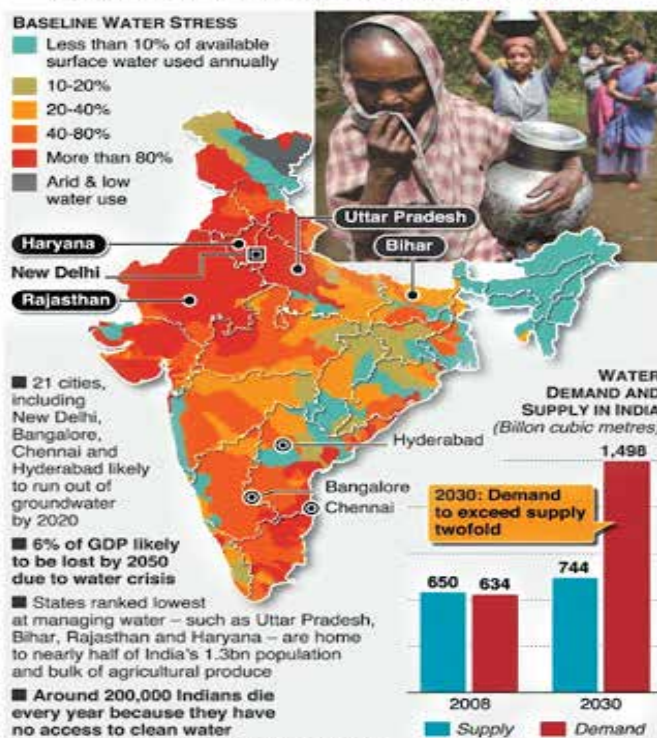 BASELINE WATER STRESS
Less than 10% of available
surface water used annually
10-20%
20-40%
40-80%
More than 80%
Arid & low
water use
Uttar Pradesh
Haryana
Bihar
New Delhi
Rajasthan
Hyderabad
Bangalore
Chennai
■ 21 cities,
including
New Delhi,
Bangalore,
Chennai and
Hyderabad likely
to run out of
groundwater
by 2020
■ 6% of GDP likely
to be lost by 2050
due to water crisis
■ States ranked lowest
at managing water – such as Uttar Pradesh,
Bihar, Rajasthan and Haryana – are home
to nearly half of India's 1.3bn population
and bulk of agricultural produce
■ Around 200,000 Indians die
every year because they have
no access to clean water
WATER
DEMAND AND
SUPPLY IN INDIA
(Billon cubic metres)
1,498
2030: Demand
to exceed supply
twofold
650
634
744
2008
2030
Supply
Demand